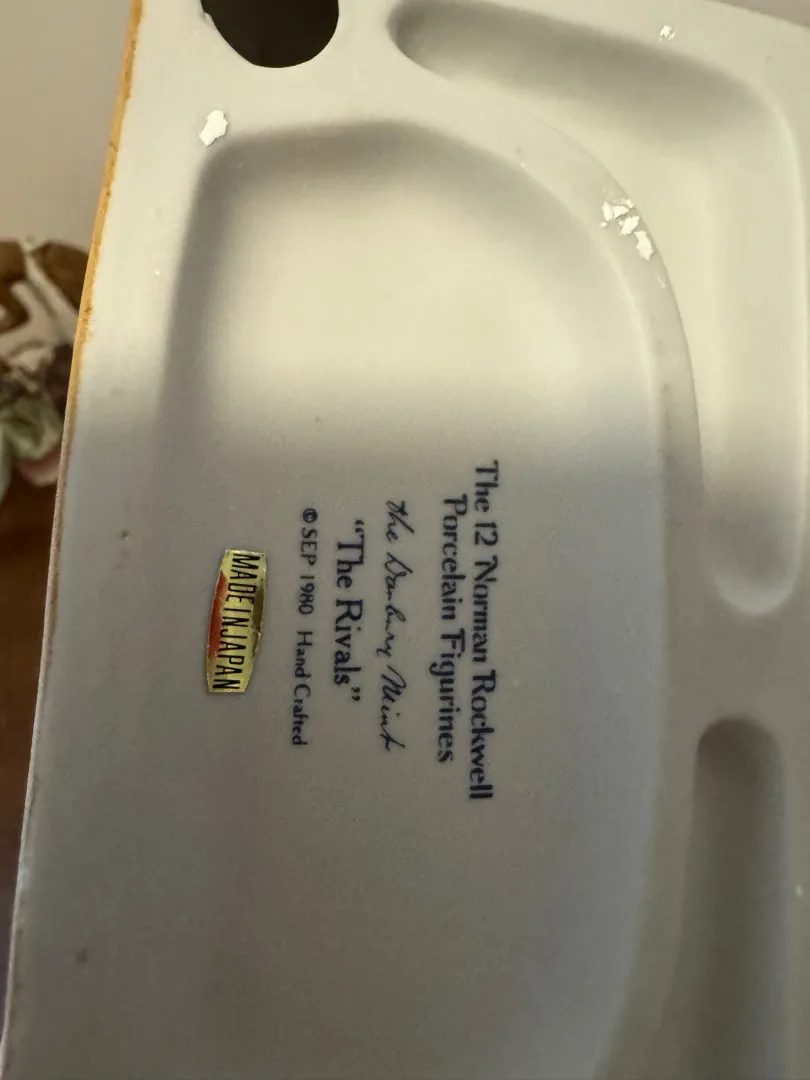 The 12 Norman Rockwell
Porcelain Figurines
The Danbury Mint
“The Rivals”
©SEP 1980 Hand Crafted
MADE IN JAPAN